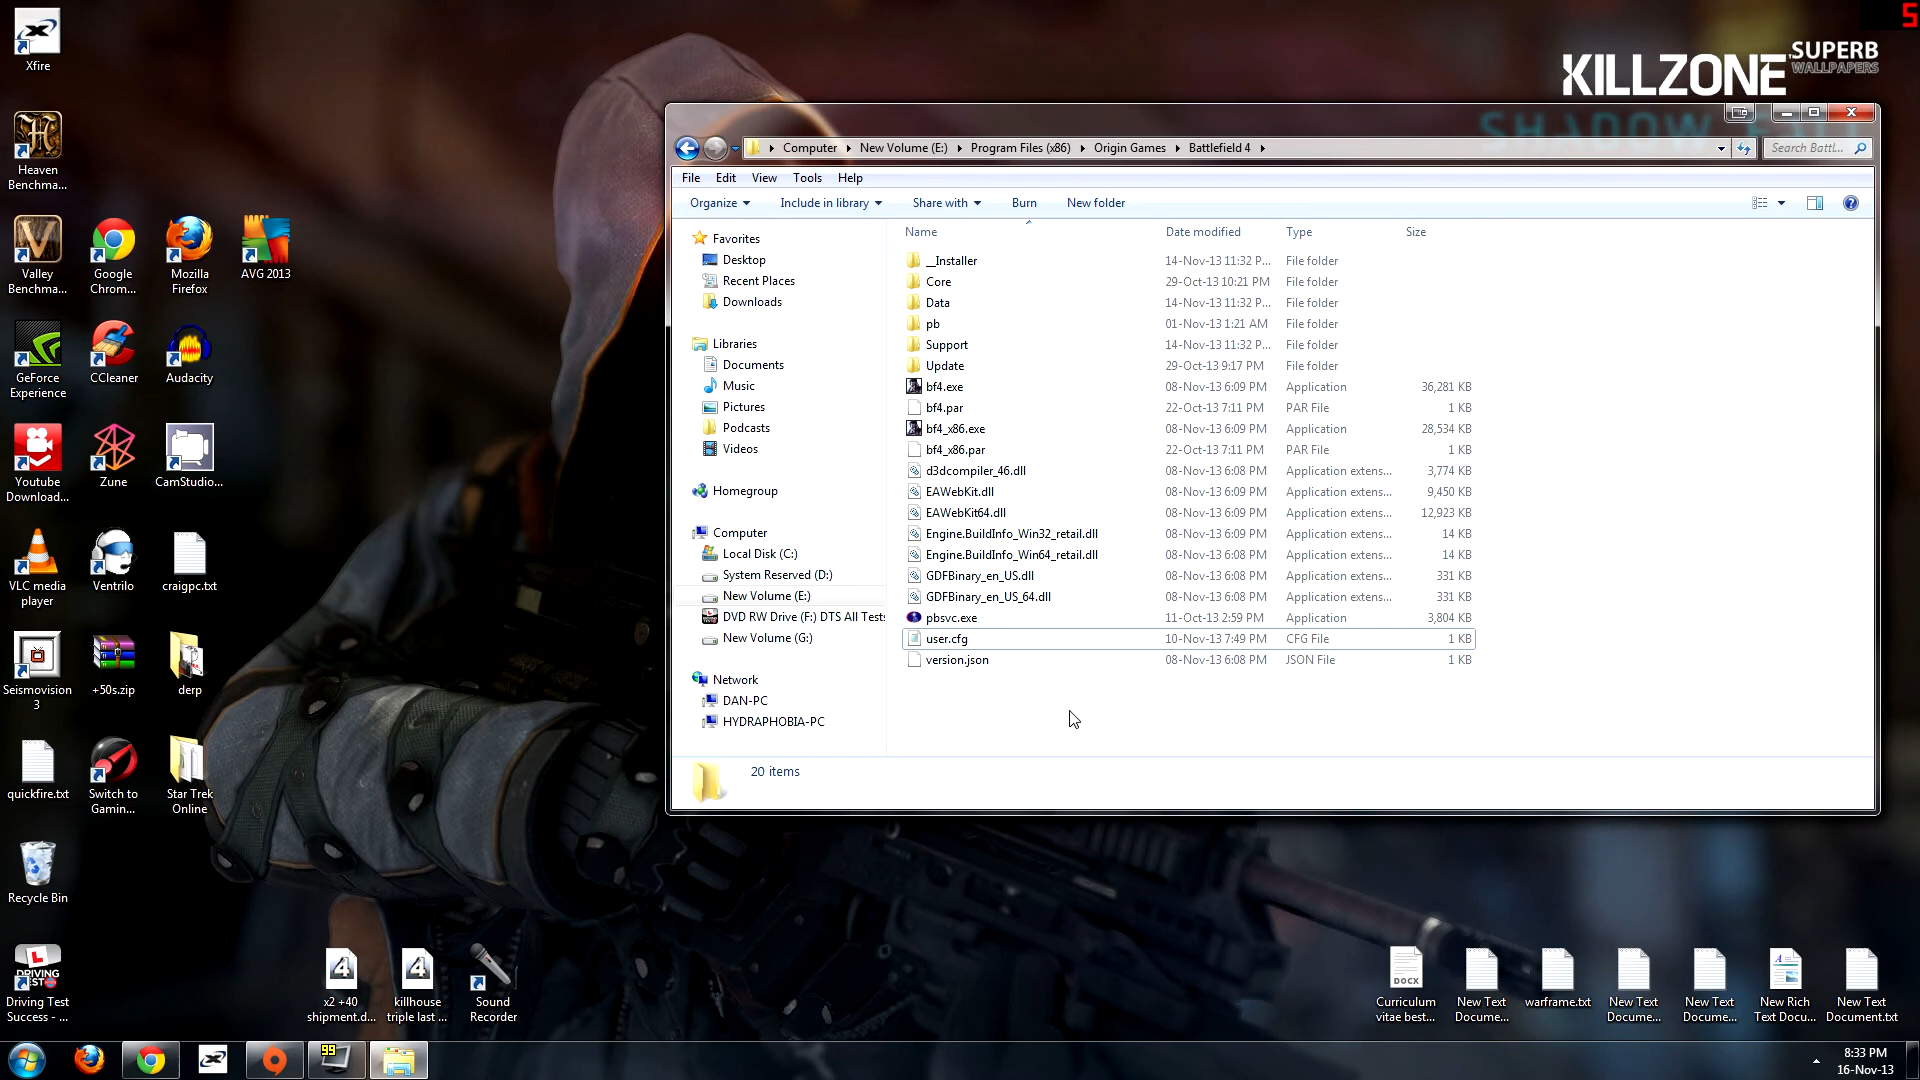 5
KILLZONE
SUPERB
WALLPAPERS
SHADOW FALL
Xfire
Heaven
Benchma...
Valley
Benchma...
Google
Chrom...
Mozilla
Firefox
AVG 2013
GeForce
Experience
CCleaner
Audacity
Youtube
Download...
Zune
CamStudio...
VLC media
player
Ventrilo
craigpc.txt
Seismovision
3
+50s.zip
derp
quickfire.txt
Switch to
Gamin...
Star Trek
Online
Recycle Bin
L
DRIVING
TEST
Driving Test
Success - ...
4
x2 +40
shipment.d...
4
killhouse
triple last ...
Sound
Recorder
Computer
New Volume (E:)
Program Files (x86)
Origin Games
Battlefield 4
Search Battl...
File Edit View Tools Help
Organize Include in library Share with Burn New folder
Favorites
Desktop
Recent Places
Downloads
Libraries
Documents
Music
Pictures
Podcasts
Videos
Homegroup
Computer
Local Disk (C:)
System Reserved (D:)
New Volume (E:)
DVD RW Drive (F:) DTS All Tests
New Volume (G:)
Network
DAN-PC
HYDRAPHOBIA-PC
Name Date modified Type Size
__Installer 14-Nov-13 11:32 P... File folder
Core 29-Oct-13 10:21 PM File folder
Data 14-Nov-13 11:32 P... File folder
pb 01-Nov-13 1:21 AM File folder
Support 14-Nov-13 11:32 P... File folder
Update 29-Oct-13 9:17 PM File folder
bf4.exe 08-Nov-13 6:09 PM Application 36,281 KB
bf4.par 22-Oct-13 7:11 PM PAR File 1 KB
bf4_x86.exe 08-Nov-13 6:09 PM Application 28,534 KB
bf4_x86.par 22-Oct-13 7:11 PM PAR File 1 KB
d3dcompiler_46.dll 08-Nov-13 6:08 PM Application extens... 3,774 KB
EAWebKit.dll 08-Nov-13 6:09 PM Application extens... 9,450 KB
EAWebKit64.dll 08-Nov-13 6:09 PM Application extens... 12,923 KB
Engine.BuildInfo_Win32_retail.dll 08-Nov-13 6:09 PM Application extens... 14 KB
Engine.BuildInfo_Win64_retail.dll 08-Nov-13 6:08 PM Application extens... 14 KB
GDFBinary_en_US.dll 08-Nov-13 6:08 PM Application extens... 331 KB
GDFBinary_en_US_64.dll 08-Nov-13 6:08 PM Application extens... 331 KB
pbsvc.exe 11-Oct-13 2:59 PM Application 3,804 KB
user.cfg 10-Nov-13 7:49 PM CFG File 1 KB
version.json 08-Nov-13 6:08 PM JSON File 1 KB
20 items
DOCX
Curriculum
vitae best...
New Text
Docume...
warframe.txt
New Text
Docume...
New Text
Docume...
New Rich
Text Docu...
New Text
Document.txt
99
8:33 PM
16-Nov-13